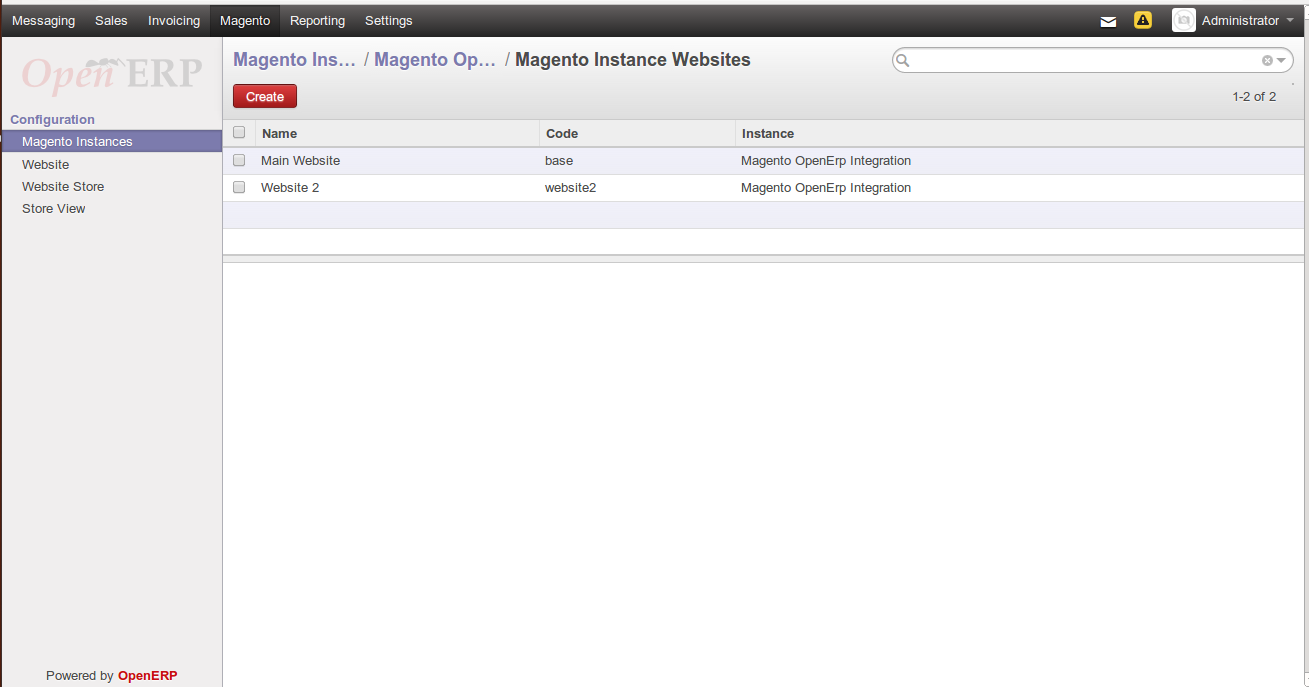 Messaging Sales Invoicing Magento Reporting Settings Administrator
Open ERP
Magento Ins... / Magento Op... / Magento Instance Websites
Create 1-2 of 2
Configuration
Magento Instances
Website
Website Store
Store View
Name Code Instance
Main Website base Magento OpenErp Integration
Website 2 website2 Magento OpenErp Integration
Powered by OpenERP